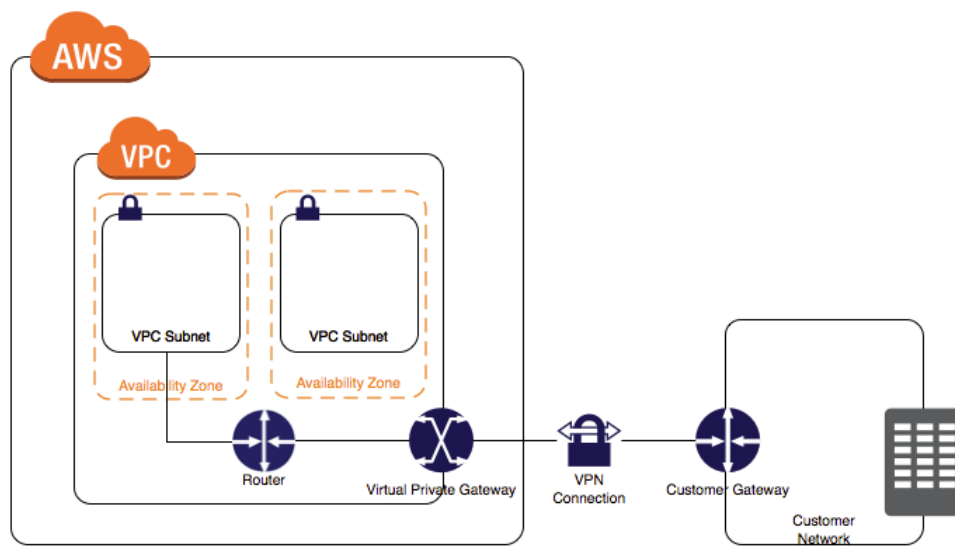 AWS
VPC
VPC Subnet
VPC Subnet
Availability Zone
Availability Zone
Router
Virtual Private Gateway
VPN
Connection
Customer Gateway
Customer
Network